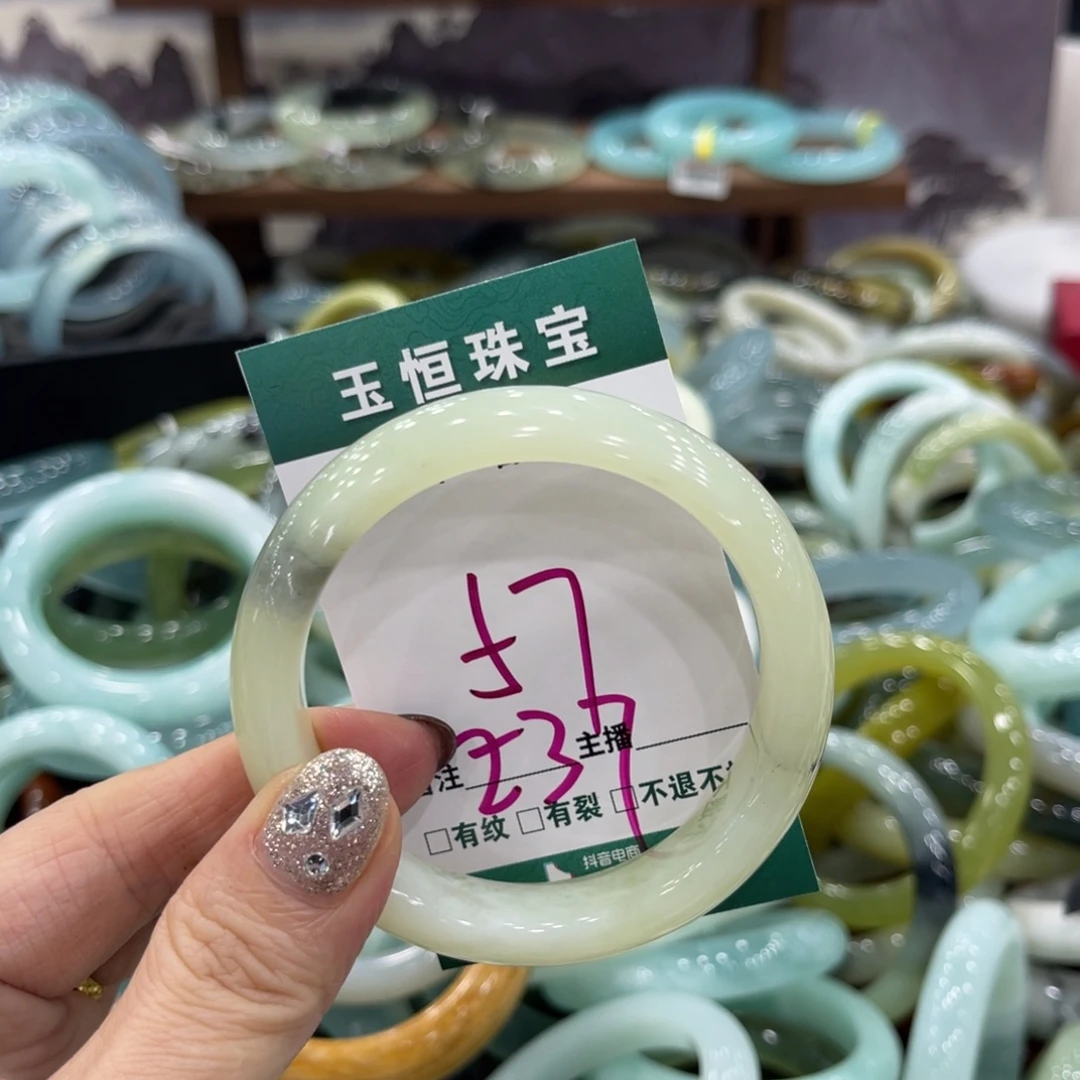 玉恒珠宝
57
237
注 主播
□有纹 □有裂 □不退不
抖音电商